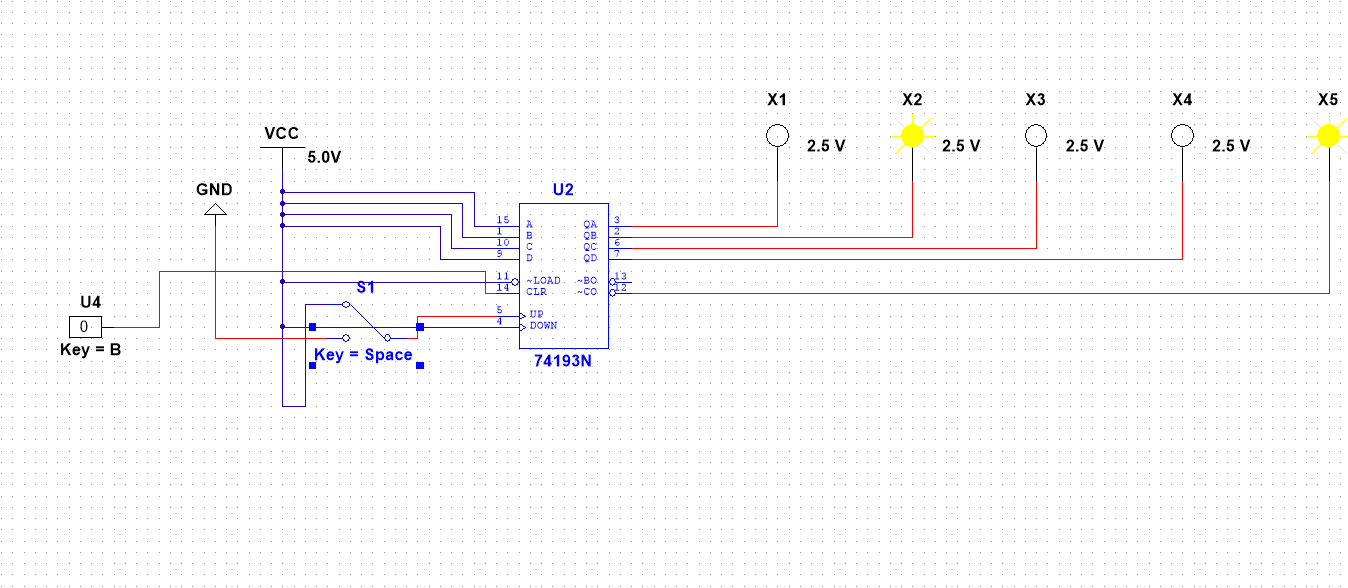 X1 X2 X3 X4 X5
VCC
2.5 V 2.5 V 2.5 V 2.5 V
5.0V
GND U2
15 A QA 3
1 B QB 2
10 C QC 6
9 D QD 7
11 ~LOAD ~BO 13
14 CLR ~CO 12
S1
U4
5 UP
0 4 DOWN
Key = B Key = Space 74193N